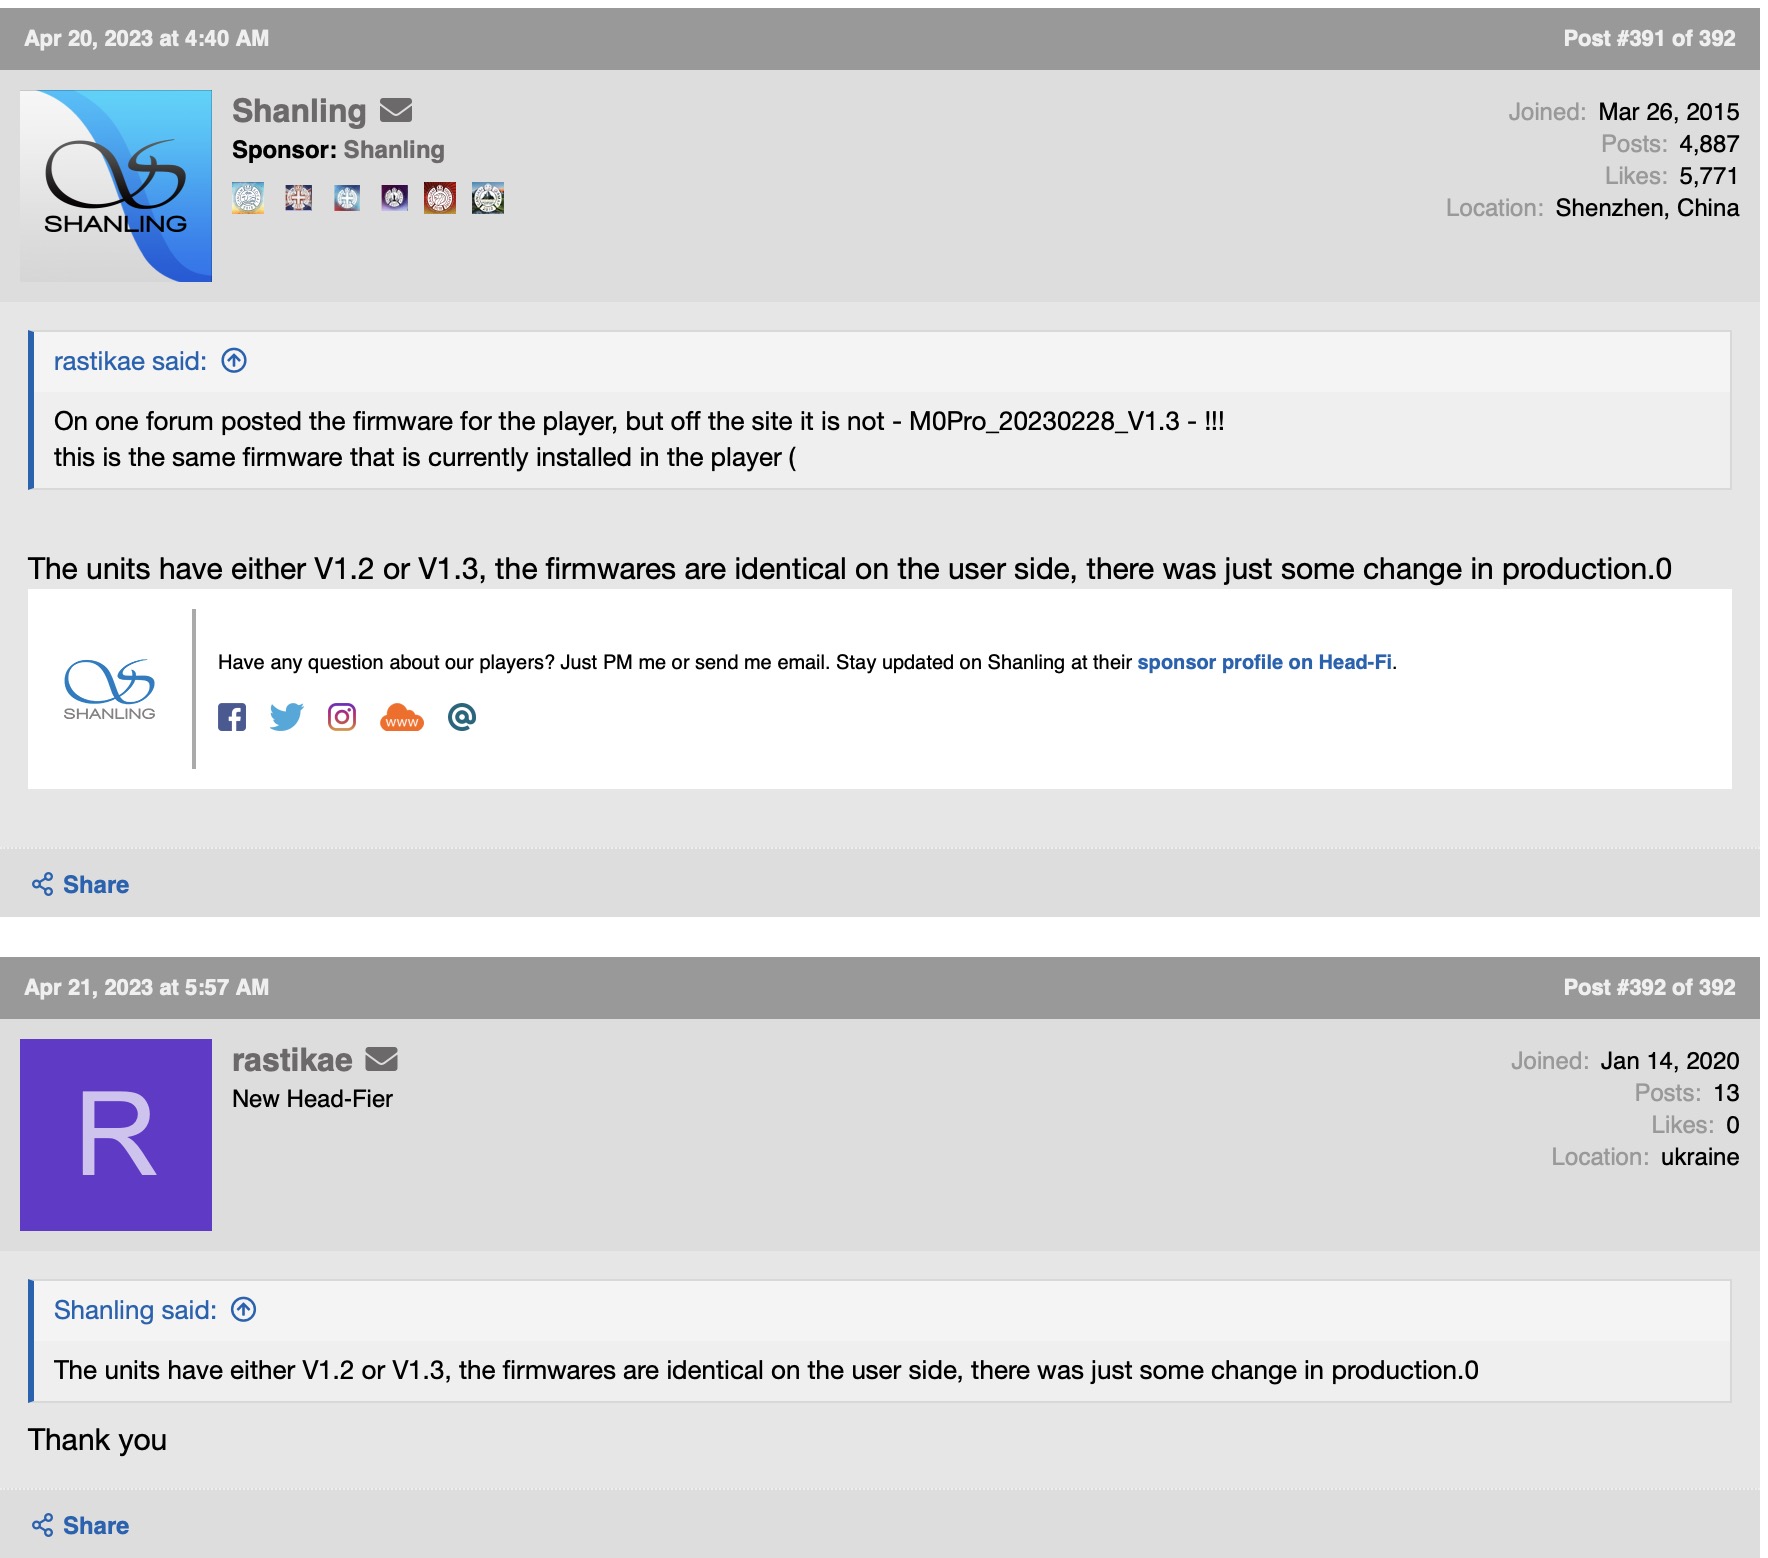 Apr 20, 2023 at 4:40 AM
Post #391 of 392
SHANLING
Shanling
Sponsor: Shanling
Joined: Mar 26, 2015
Posts: 4,887
Likes: 5,771
Location: Shenzhen, China
rastikae said:
On one forum posted the firmware for the player, but off the site it is not - M0Pro_20230228_V1.3 - !!!
this is the same firmware that is currently installed in the player (
The units have either V1.2 or V1.3, the firmwares are identical on the user side, there was just some change in production.0
SHANLING
Have any question about our players? Just PM me or send me email. Stay updated on Shanling at their sponsor profile on Head-Fi.
www @
Share
Apr 21, 2023 at 5:57 AM
Post #392 of 392
R
rastikae
New Head-Fier
Joined: Jan 14, 2020
Posts: 13
Likes: 0
Location: ukraine
Shanling said:
The units have either V1.2 or V1.3, the firmwares are identical on the user side, there was just some change in production.0
Thank you
Share